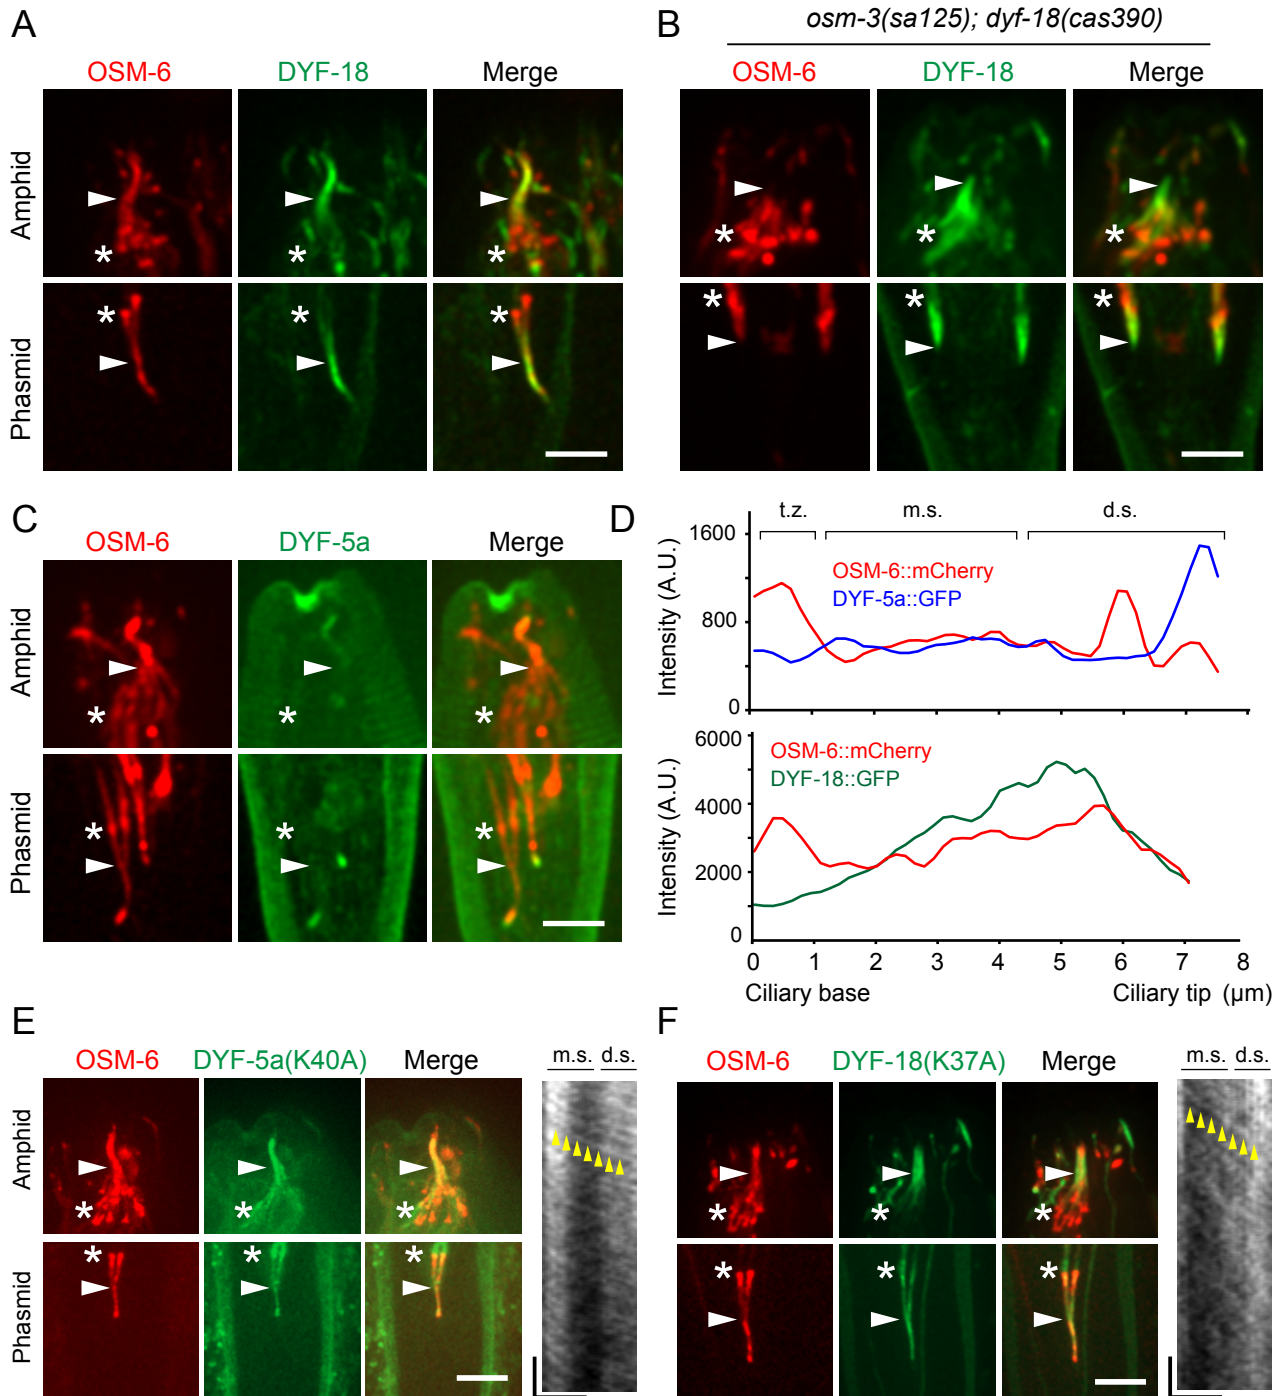 A
OSM-6 DYF-18 Merge
Amphid
*
*
*
Phasmid
*
*
*
B
osm-3(sa125); dyf-18(cas390)
OSM-6 DYF-18 Merge
*
*
*
*
*
*
C
OSM-6 DYF-5a Merge
Amphid
*
*
*
Phasmid
*
*
*
D
t.z. m.s. d.s.
1600
800
0
Intensity (A.U.)
OSM-6::mCherry
DYF-5a::GFP
6000
4000
2000
0
Intensity (A.U.)
OSM-6::mCherry
DYF-18::GFP
0 1 2 3 4 5 6 7 8
Ciliary base Ciliary tip (µm)
E
OSM-6 DYF-5a(K40A) Merge
m.s. d.s.
Amphid
*
*
*
Phasmid
*
*
*
F
OSM-6 DYF-18(K37A) Merge
m.s. d.s.
*
*
*
*
*
*